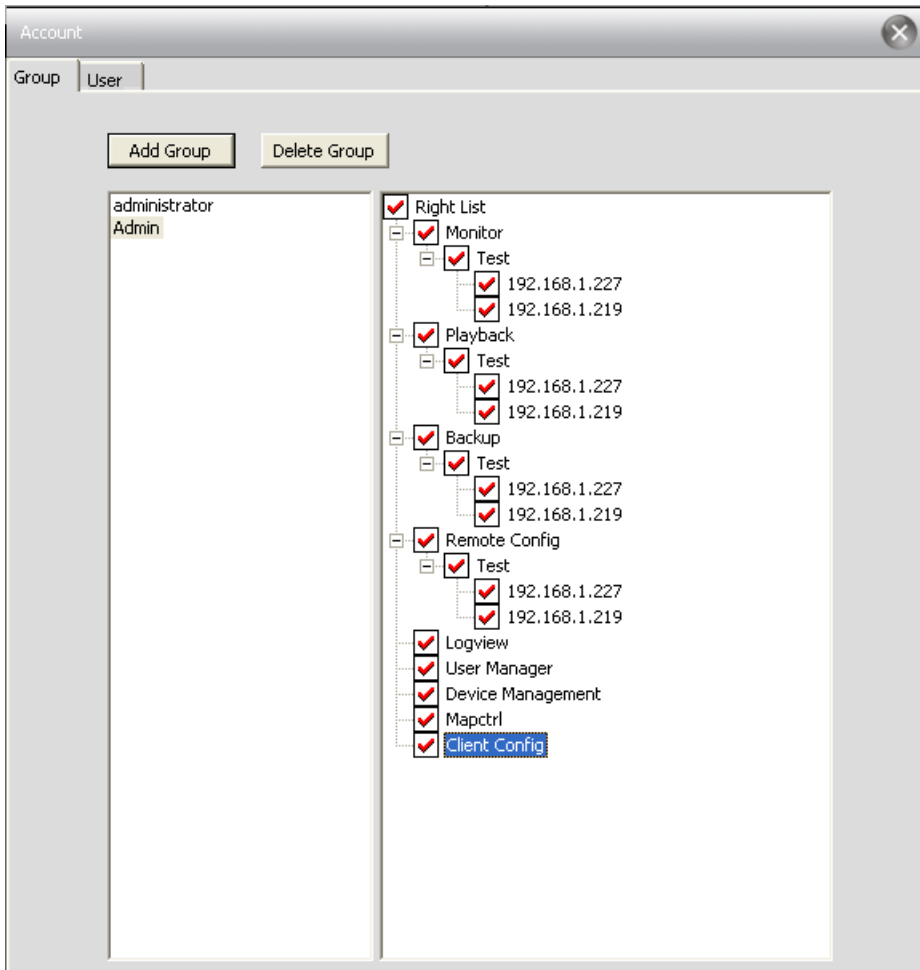 Account
Group
User
Add Group
Delete Group
administrator
Admin
Right List
Monitor
Test
192.168.1.227
192.168.1.219
Playback
Test
192.168.1.227
192.168.1.219
Backup
Test
192.168.1.227
192.168.1.219
Remote Config
Test
192.168.1.227
192.168.1.219
Logview
User Manager
Device Management
Mapctrl
Client Config